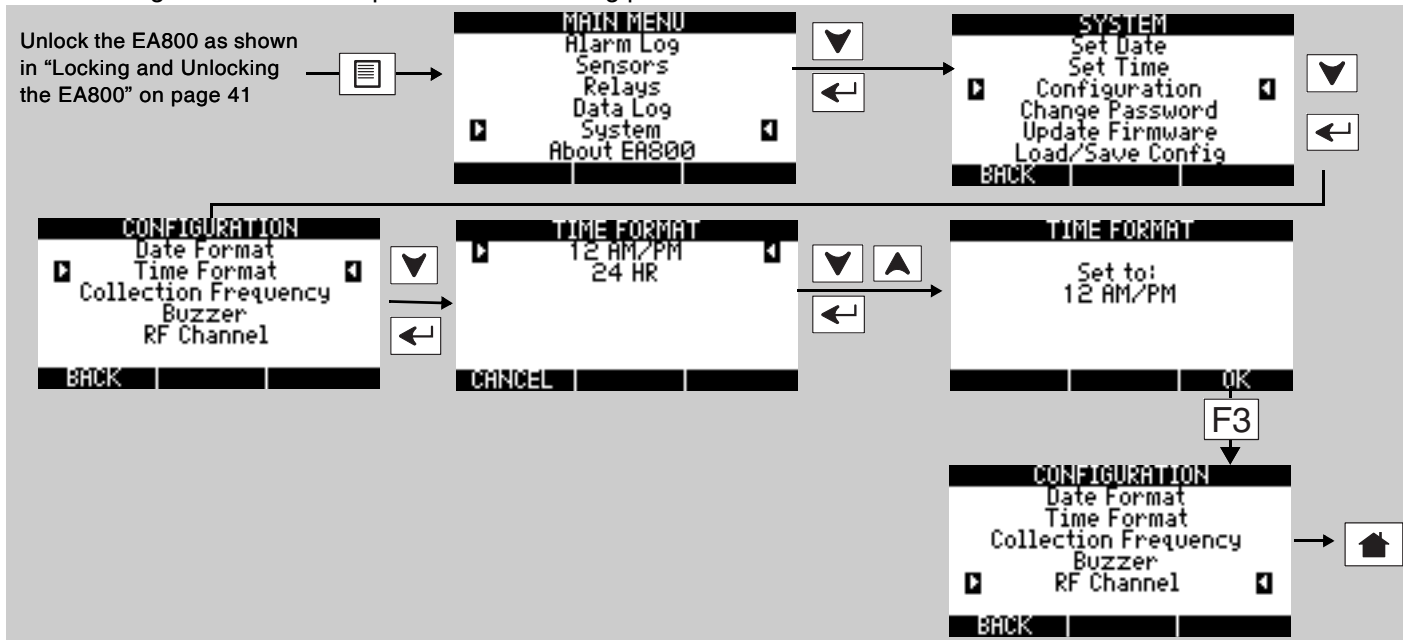 Unlock the EA800 as shown
in “Locking and Unlocking
the EA800” on page 41
MAIN MENU
Alarm Log
Sensors
Relays
Data Log
System
About EA800
SYSTEM
Set Date
Set Time
Configuration
Change Password
Update Firmware
Load/Save Config
BACK
CONFIGURATION
Date Format
Time Format
Collection Frequency
Buzzer
RF Channel
BACK
TIME FORMAT
12 AM/PM
24 HR
CANCEL
TIME FORMAT
Set to:
12 AM/PM
OK
F3
CONFIGURATION
Date Format
Time Format
Collection Frequency
Buzzer
RF Channel
BACK